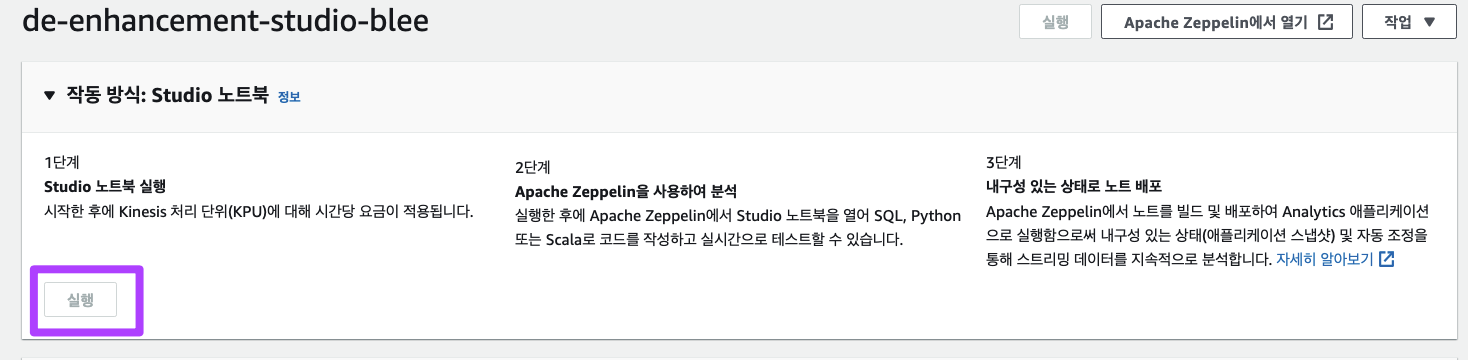 de-enhancement-studio-blee
실행
Apache Zeppelin에서 열기
작업
작동 방식: Studio 노트북 정보
1단계
Studio 노트북 실행
시작한 후에 Kinesis 처리 단위(KPU)에 대해 시간당 요금이 적용됩니다.
실행
2단계
Apache Zeppelin을 사용하여 분석
실행한 후에 Apache Zeppelin에서 Studio 노트북을 열어 SQL, Python
또는 Scala로 코드를 작성하고 실시간으로 테스트할 수 있습니다.
3단계
내구성 있는 상태로 노트 배포
Apache Zeppelin에서 노트를 빌드 및 배포하여 Analytics 애플리케이션
으로 실행함으로써 내구성 있는 상태(애플리케이션 스냅샷) 및 자동 조정을
통해 스트리밍 데이터를 지속적으로 분석합니다. 자세히 알아보기